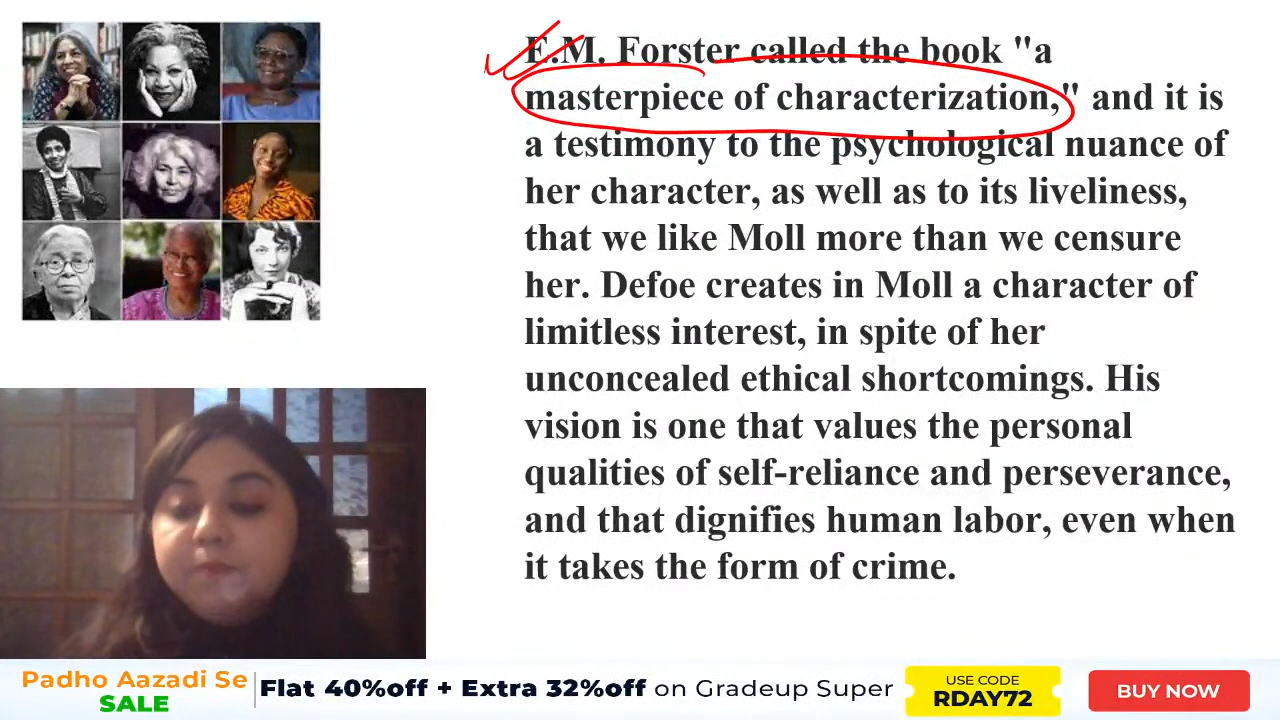 E.M. Forster called the book "a
masterpiece of characterization," and it is
a testimony to the psychological nuance of
her character, as well as to its liveliness,
that we like Moll more than we censure
her. Defoe creates in Moll a character of
limitless interest, in spite of her
unconcealed ethical shortcomings. His
vision is one that values the personal
qualities of self-reliance and perseverance,
and that dignifies human labor, even when
it takes the form of crime.
Padho Aazadi Se
SALE
Flat 40%off + Extra 32%off on Gradeup Super
USE CODE
RDAY72
BUY NOW